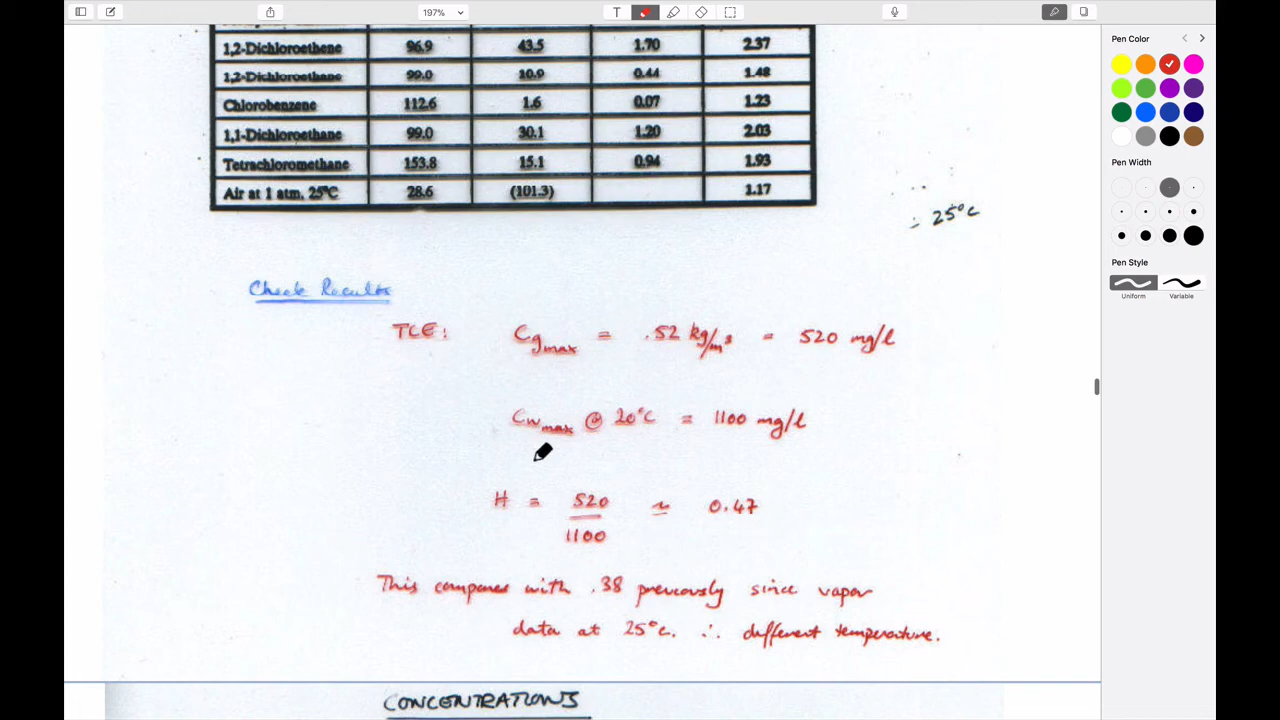 197%
T
Pen Color
1,2-Dichloroethene 96.9 43.5 1.70 2.37
1,2-Dichloroethane 99.0 10.9 0.44 1.48
Chlorobenzene 112.6 1.6 0.07 1.23
1,1-Dichloroethane 99.0 30.1 1.20 2.03
Tetrachloromethane 153.8 15.1 0.94 1.93
Air at 1 atm, 25°C 28.6 (101.3) 1.17
25°C
Pen Width
Pen Style
Uniform Variable
Check Results
TCE: Cgmax = .52 kg/m³ = 520 mg/l
Cwmax @ 20°C = 1100 mg/l
H = 520 ≃ 0.47
1100
This compares with .38 previously since vapor
data at 25°C. ∴ different temperature.
CONCENTRATIONS